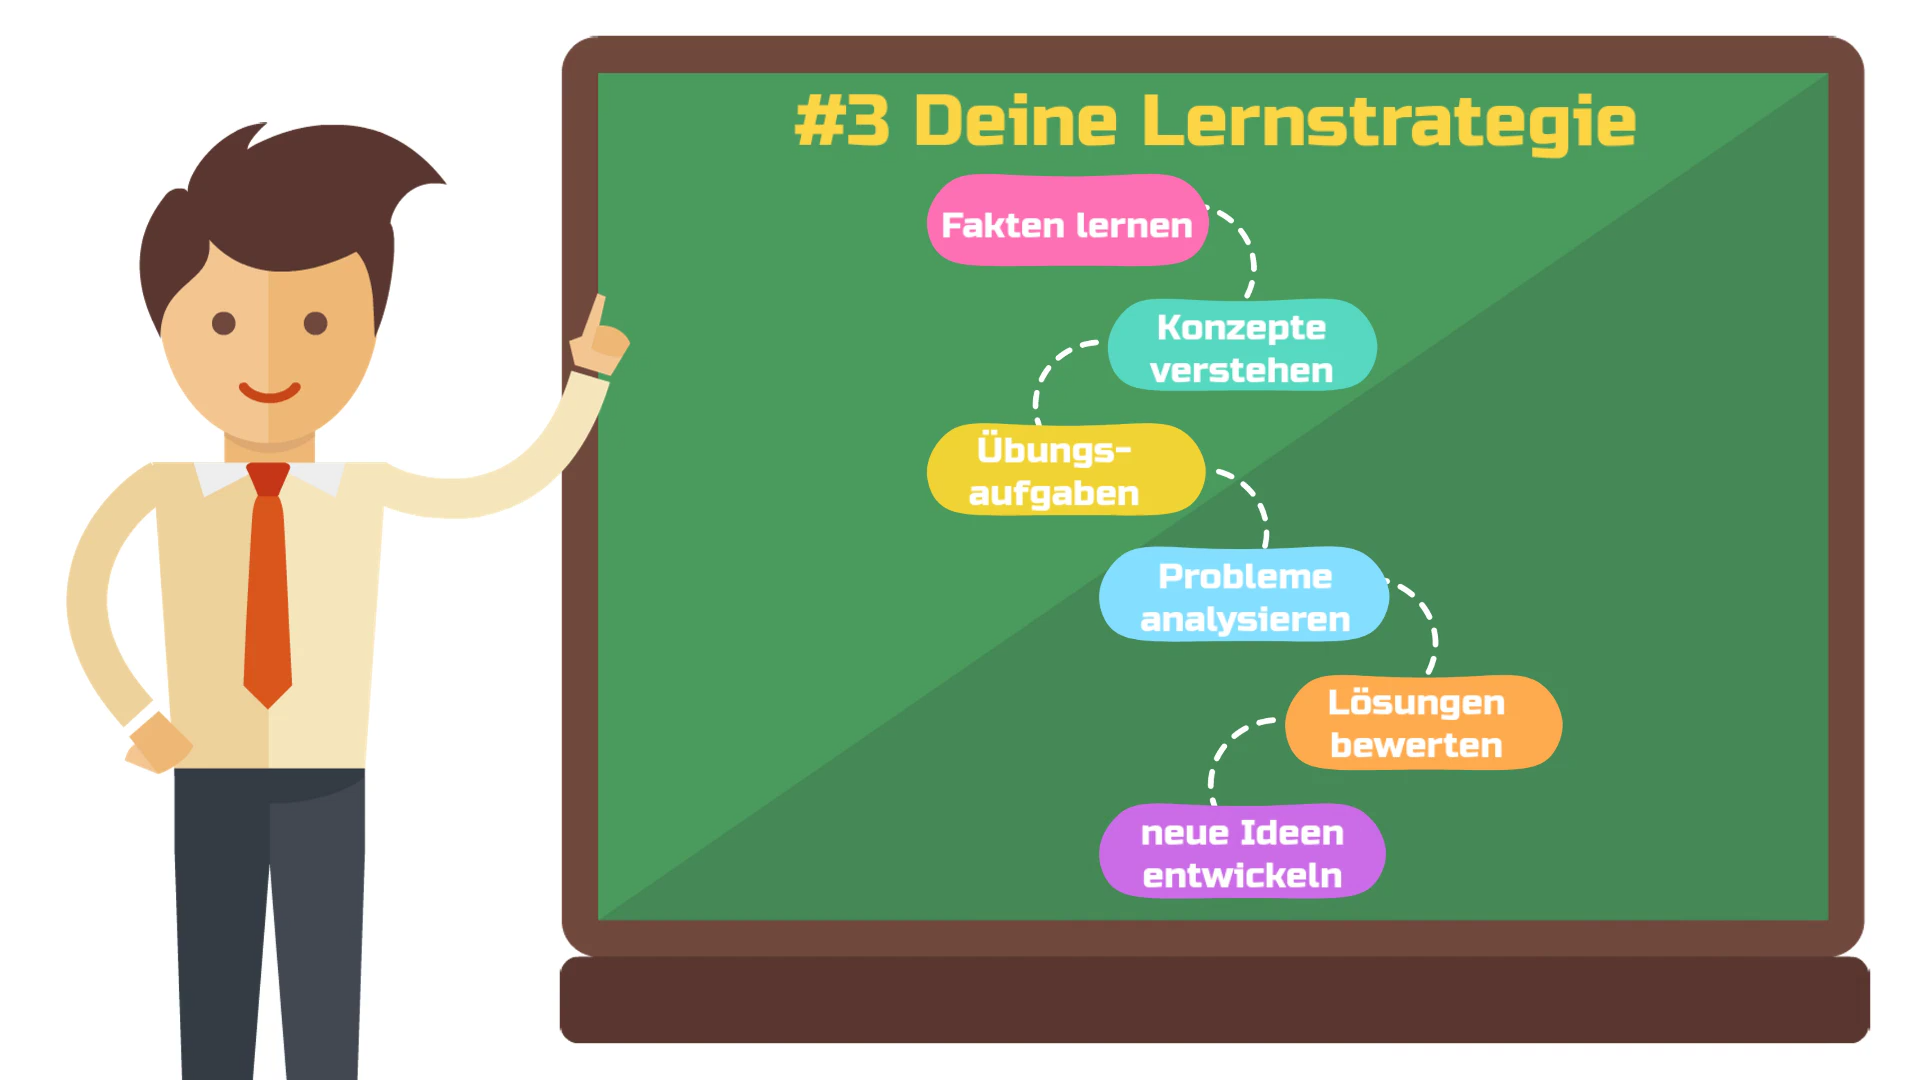 #3 Deine Lernstrategie
Fakten lernen
Konzepte
verstehen
Übungs-
aufgaben
Probleme
analysieren
Lösungen
bewerten
neue Ideen
entwickeln